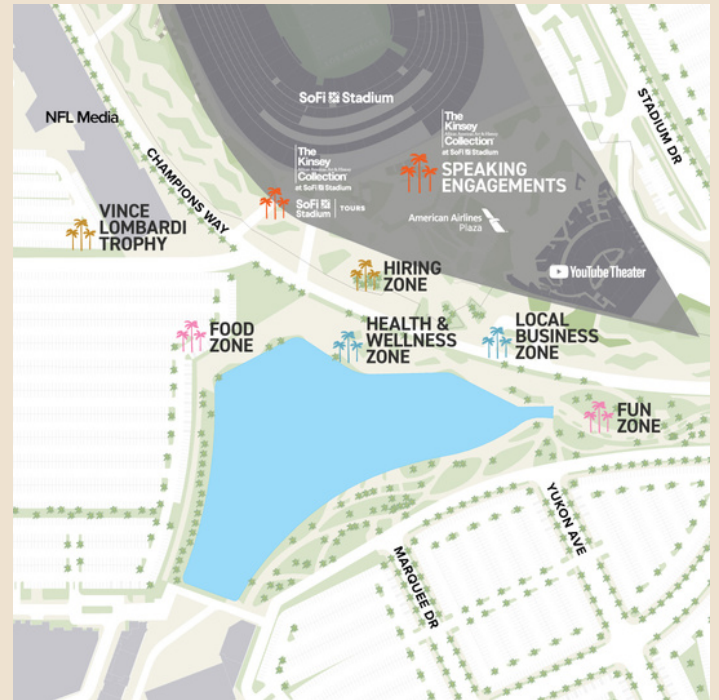 SoFi Stadium
NFL Media
STADIUM DR
The
Kinsey
Collection
at SoFi Stadium
SPEAKING
ENGAGEMENTS
The
Kinsey
Collection
at SoFi Stadium
SoFi
Stadium
TOURS
CHAMPIONS WAY
VINCE
LOMBARDI
TROPHY
American Airlines
Plaza
YouTube Theater
HIRING
ZONE
FOOD
ZONE
HEALTH &
WELLNESS
ZONE
LOCAL
BUSINESS
ZONE
FUN
ZONE
YUKON AVE
MARQUEE DR